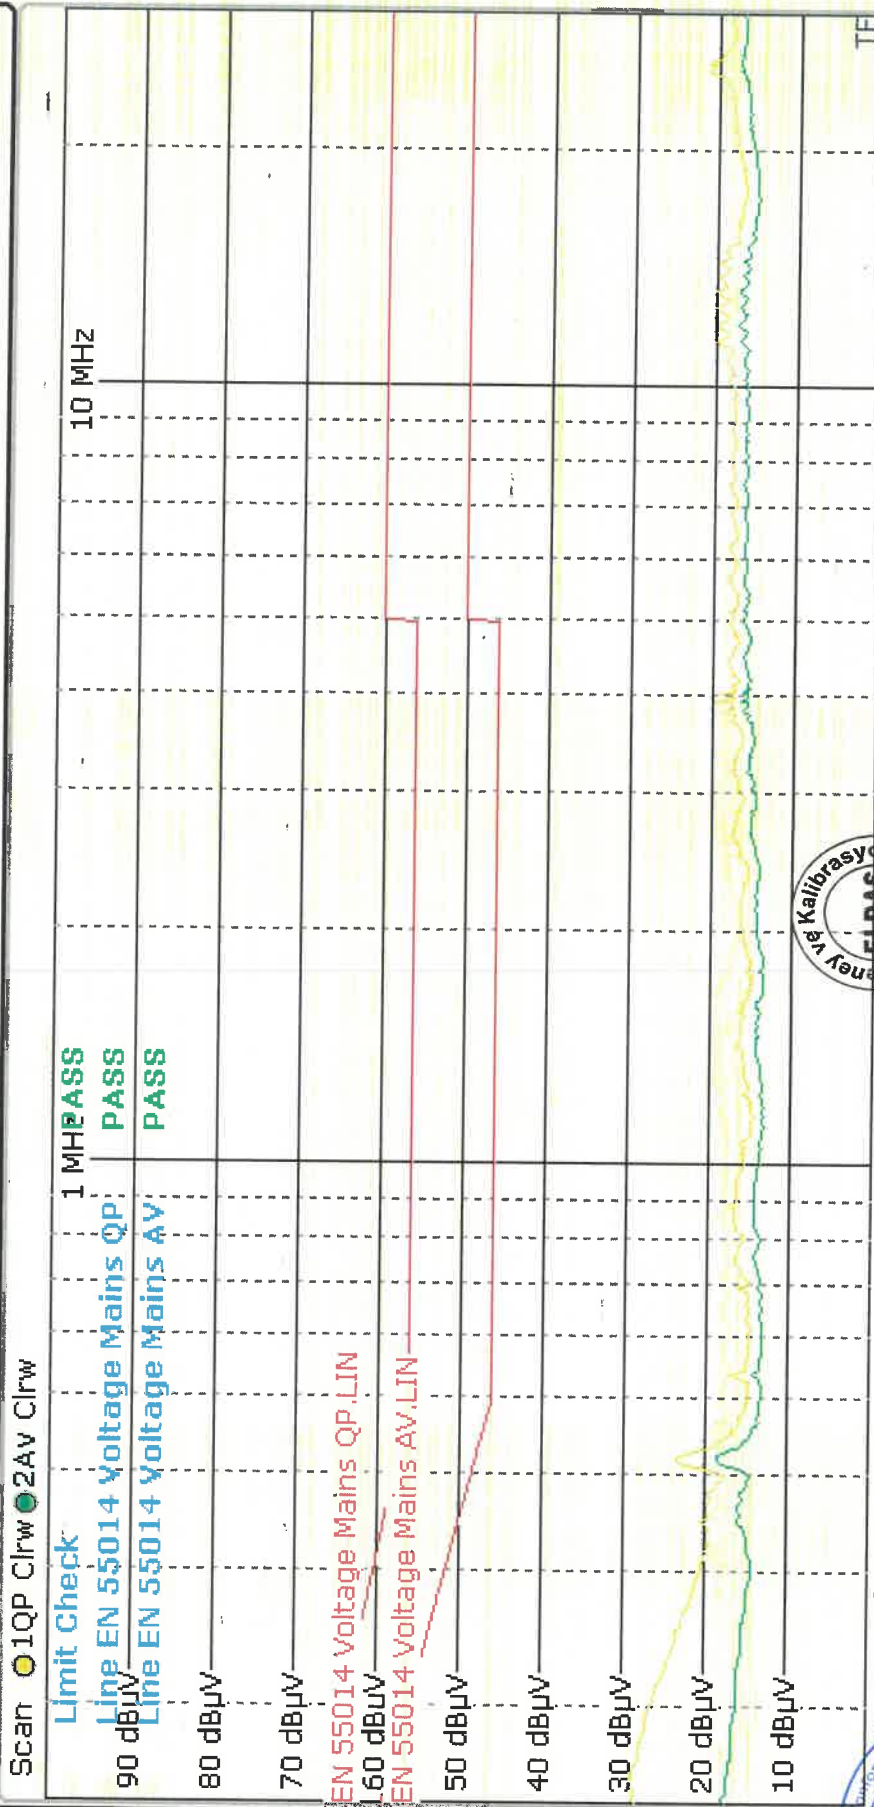 Scan 1QP Clrw 2Av Clrw
Limit Check
1 MHz
PASS
10 MHz
Line EN 55014 Voltage Mains QP
PASS
Line EN 55014 Voltage Mains AV
PASS
90 dBµV
80 dBµV
70 dBµV
EN 55014 Voltage Mains QP.LIN
60 dBµV
EN 55014 Voltage Mains AV.LIN
50 dBµV
40 dBµV
30 dBµV
20 dBµV
10 dBµV
ve Kalibrasyo
TF